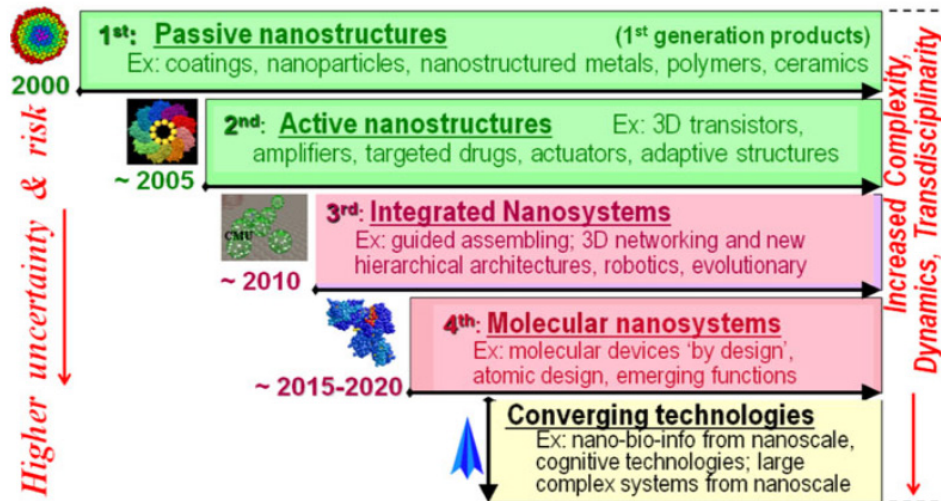 1st: Passive nanostructures (1st generation products)
Ex: coatings, nanoparticles, nanostructured metals, polymers, ceramics
2000
2nd: Active nanostructures Ex: 3D transistors,
amplifiers, targeted drugs, actuators, adaptive structures
~ 2005
CMU
3rd: Integrated Nanosystems
Ex: guided assembling; 3D networking and new
hierarchical architectures, robotics, evolutionary
~ 2010
4th: Molecular nanosystems
Ex: molecular devices ‘by design’,
atomic design, emerging functions
~ 2015-2020
Converging technologies
Ex: nano-bio-info from nanoscale,
cognitive technologies; large
complex systems from nanoscale
Higher uncertainty & risk
Increased Complexity,
Dynamics, Transdisciplinarity